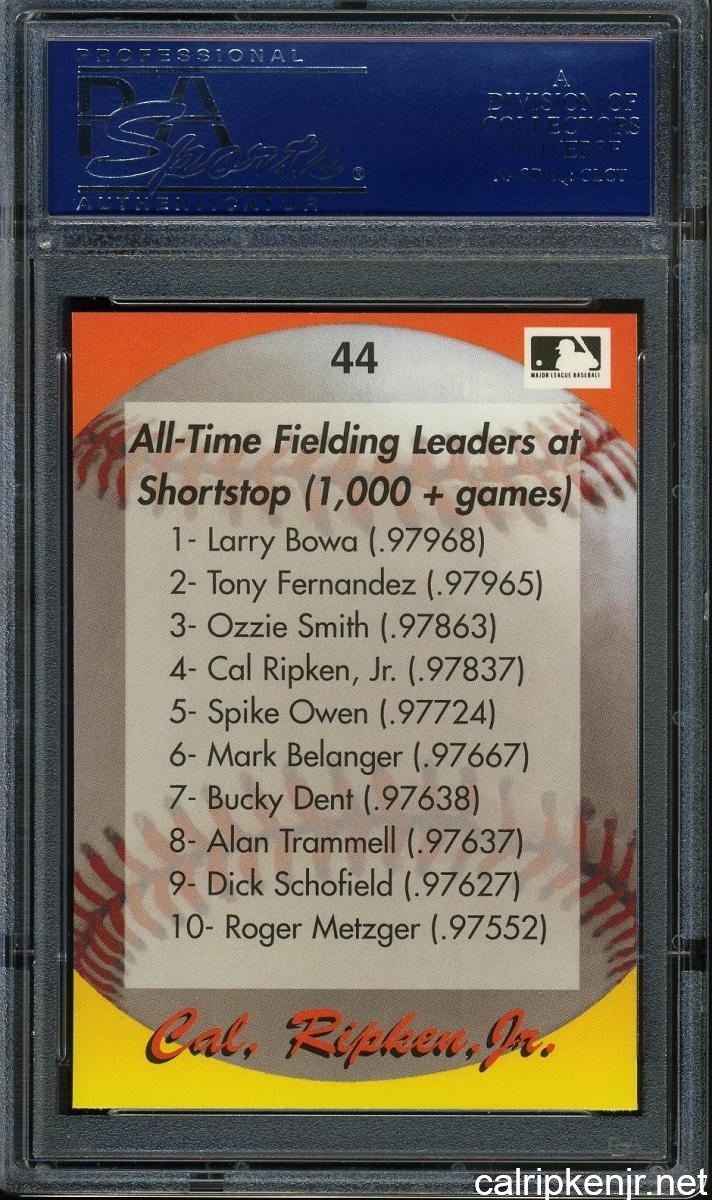 PROFESSIONAL
PSA
Sports®
AUTHENTICATOR
A
DIVISION OF
COLLECTORS
UNIVERSE
NASDAQ: CLCT
44
MAJOR LEAGUE BASEBALL
All-Time Fielding Leaders at
Shortstop (1,000 + games)
1- Larry Bowa (.97968)
2- Tony Fernandez (.97965)
3- Ozzie Smith (.97863)
4- Cal Ripken, Jr. (.97837)
5- Spike Owen (.97724)
6- Mark Belanger (.97667)
7- Bucky Dent (.97638)
8- Alan Trammell (.97637)
9- Dick Schofield (.97627)
10- Roger Metzger (.97552)
Cal, Ripken, Jr.
calripkenjr.net